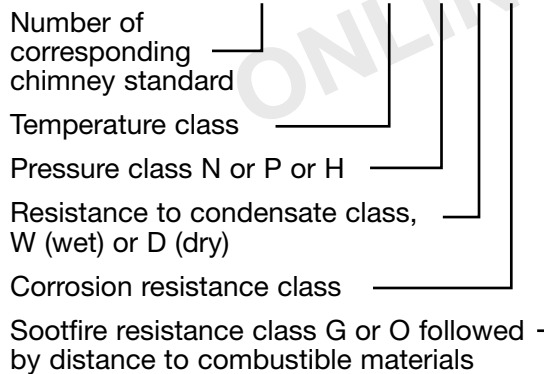 ONLIN
Number of
corresponding
chimney standard
Temperature class
Pressure class N or P or H
Resistance to condensate class,
W (wet) or D (dry)
Corrosion resistance class
Sootfire resistance class G or O followed
by distance to combustible materials